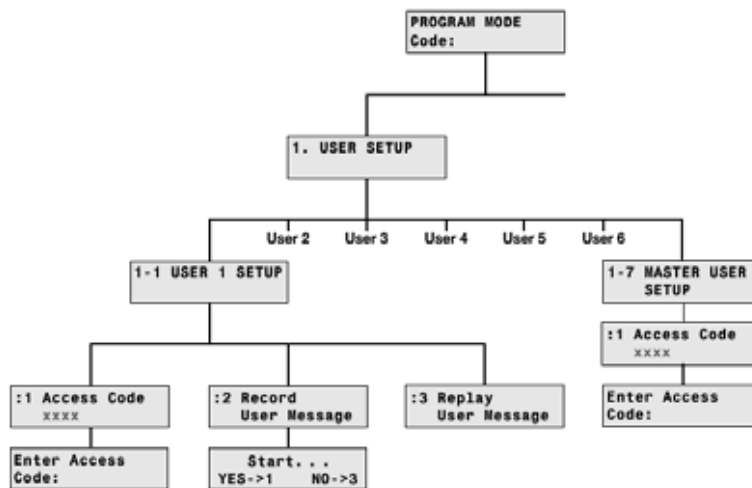 PROGRAM MODE
Code:
1. USER SETUP
User 2
User 3
User 4
User 5
User 6
1-1 USER 1 SETUP
1-7 MASTER USER
SETUP
:1 Access Code
xxxx
:1 Access Code
xxxx
:2 Record
User Message
:3 Replay
User Message
Enter Access
Code:
Enter Access
Code:
Start...
YES->1 NO->3